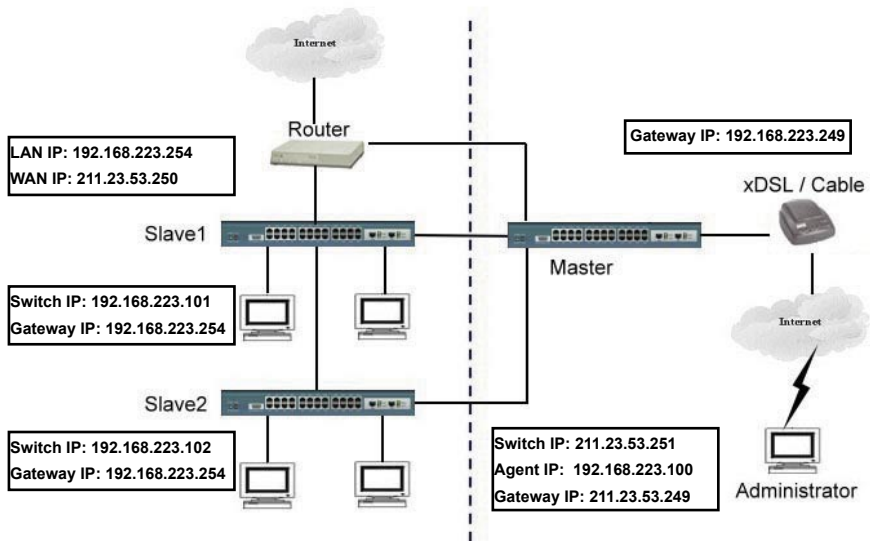 Internet
Router
LAN IP: 192.168.223.254
WAN IP: 211.23.53.250
Gateway IP: 192.168.223.249
xDSL / Cable
Slave1
Master
Switch IP: 192.168.223.101
Gateway IP: 192.168.223.254
Internet
Slave2
Switch IP: 192.168.223.102
Gateway IP: 192.168.223.254
Switch IP: 211.23.53.251
Agent IP: 192.168.223.100
Gateway IP: 211.23.53.249
Administrator